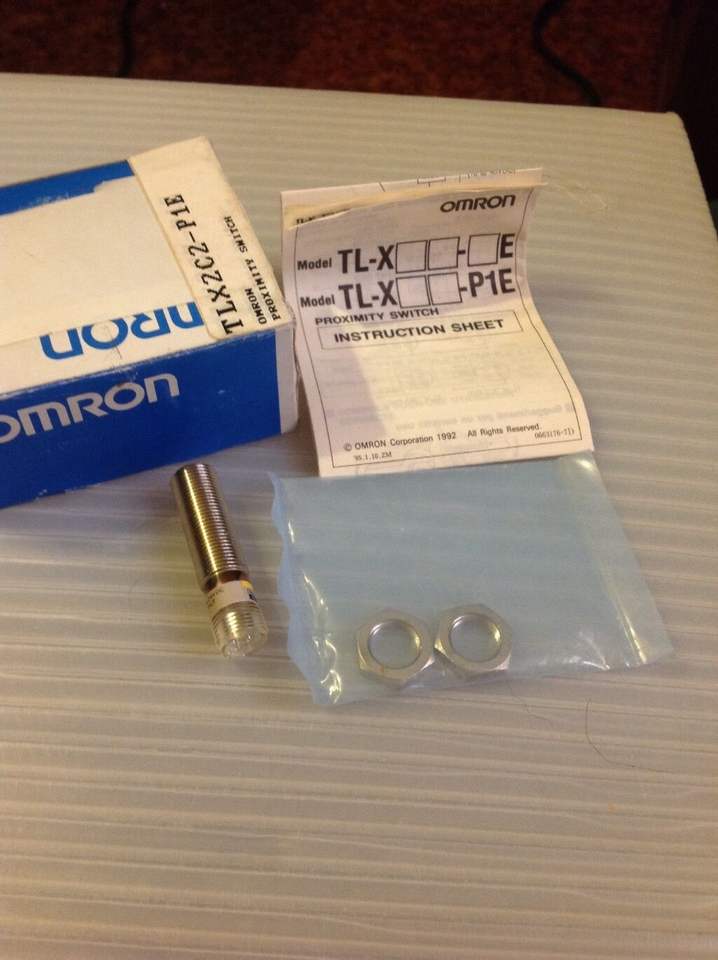 TLX2C2-P1E
OMRON
PROXIMITY SWITCH
OMRON
OMRON
OMRON
Model TL-X□□-□E
Model TL-X□□-P1E
PROXIMITY SWITCH
INSTRUCTION SHEET
© OMRON Corporation 1992 All Rights Reserved.